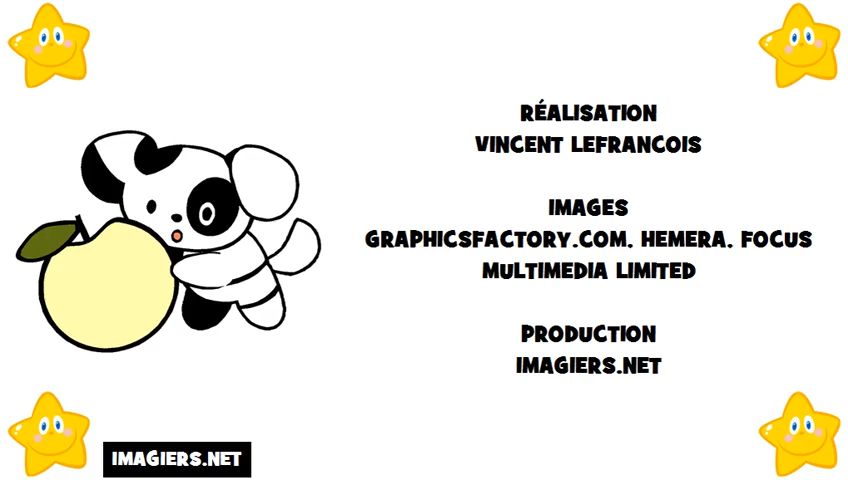 RÉALISATION
VINCENT LEFRANCOIS
IMAGES
GRAPHICSFACTORY.COM. HEMERA. FOCUS
MULTIMEDIA LIMITED
PRODUCTION
IMAGIERS.NET
IMAGIERS.NET